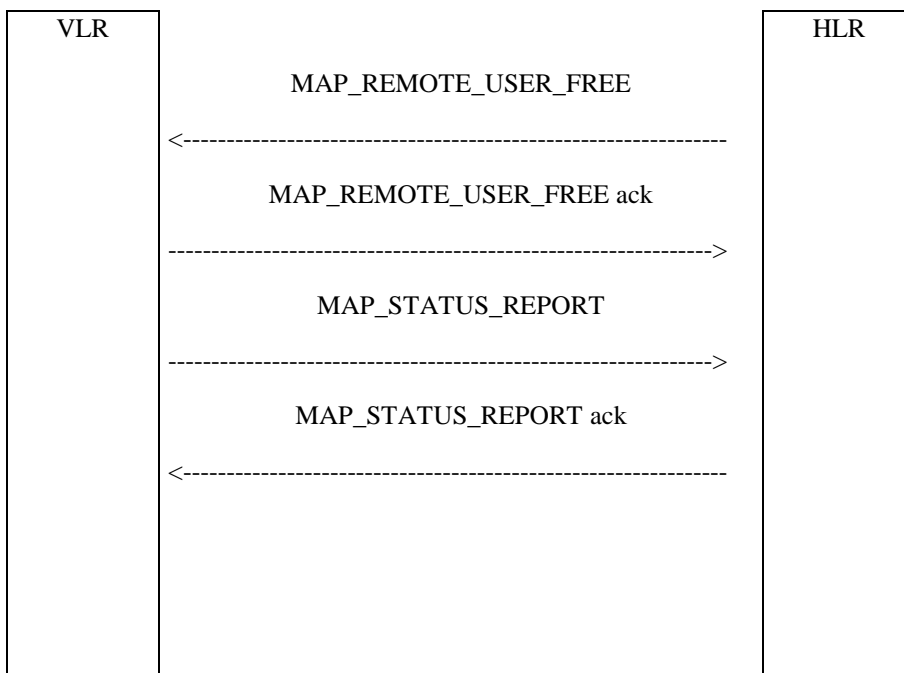 VLR
HLR
MAP_REMOTE_USER_FREE
<---------------------------------------------------------------
MAP_REMOTE_USER_FREE ack
--------------------------------------------------------------->
MAP_STATUS_REPORT
--------------------------------------------------------------->
MAP_STATUS_REPORT ack
<---------------------------------------------------------------